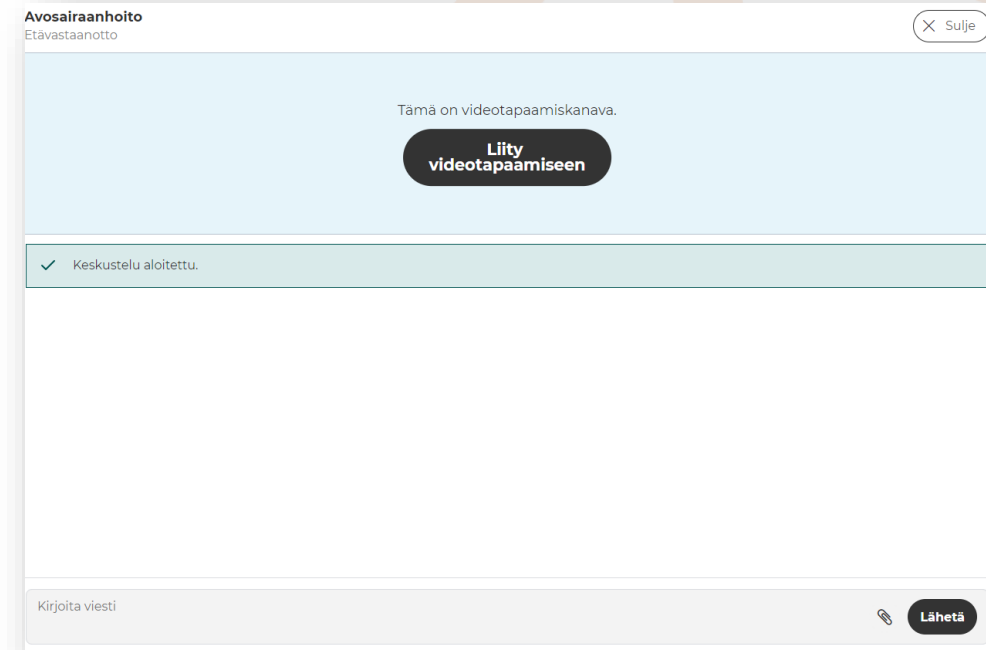 Avosairaanhoito
Etävastaanotto
Sulje
Tämä on videotapaamiskanava.
Liity
videotapaamiseen
Keskustelu aloitettu.
Kirjoita viesti
Lähetä